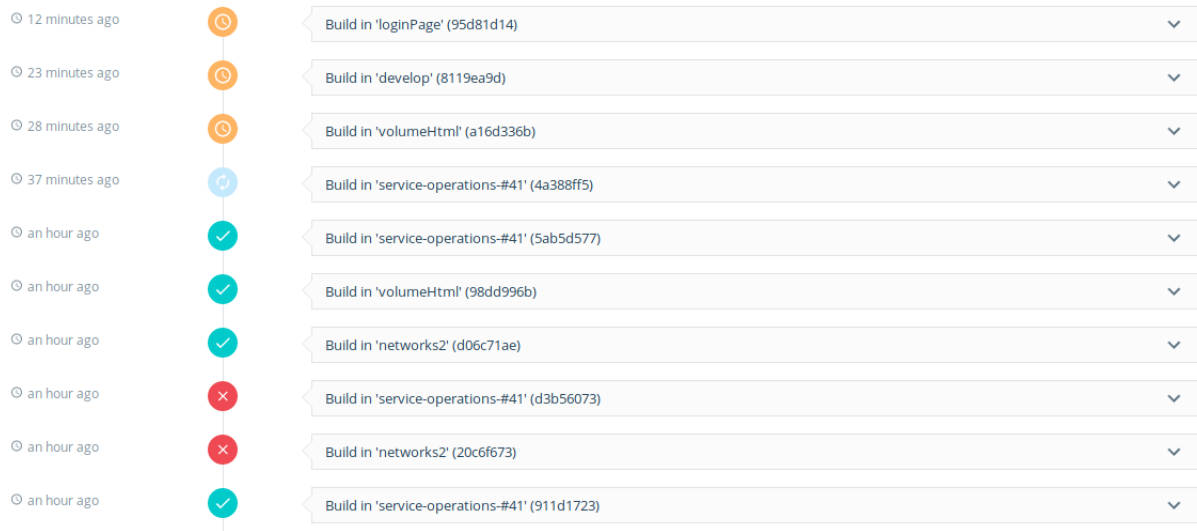 12 minutes ago
Build in 'loginPage' (95d81d14)
23 minutes ago
Build in 'develop' (8119ea9d)
28 minutes ago
Build in 'volumeHtml' (a16d336b)
37 minutes ago
Build in 'service-operations-#41' (4a388ff5)
an hour ago
Build in 'service-operations-#41' (5ab5d577)
an hour ago
Build in 'volumeHtml' (98dd996b)
an hour ago
Build in 'networks2' (d06c71ae)
an hour ago
Build in 'service-operations-#41' (d3b56073)
an hour ago
Build in 'networks2' (20c6f673)
an hour ago
Build in 'service-operations-#41' (911d1723)